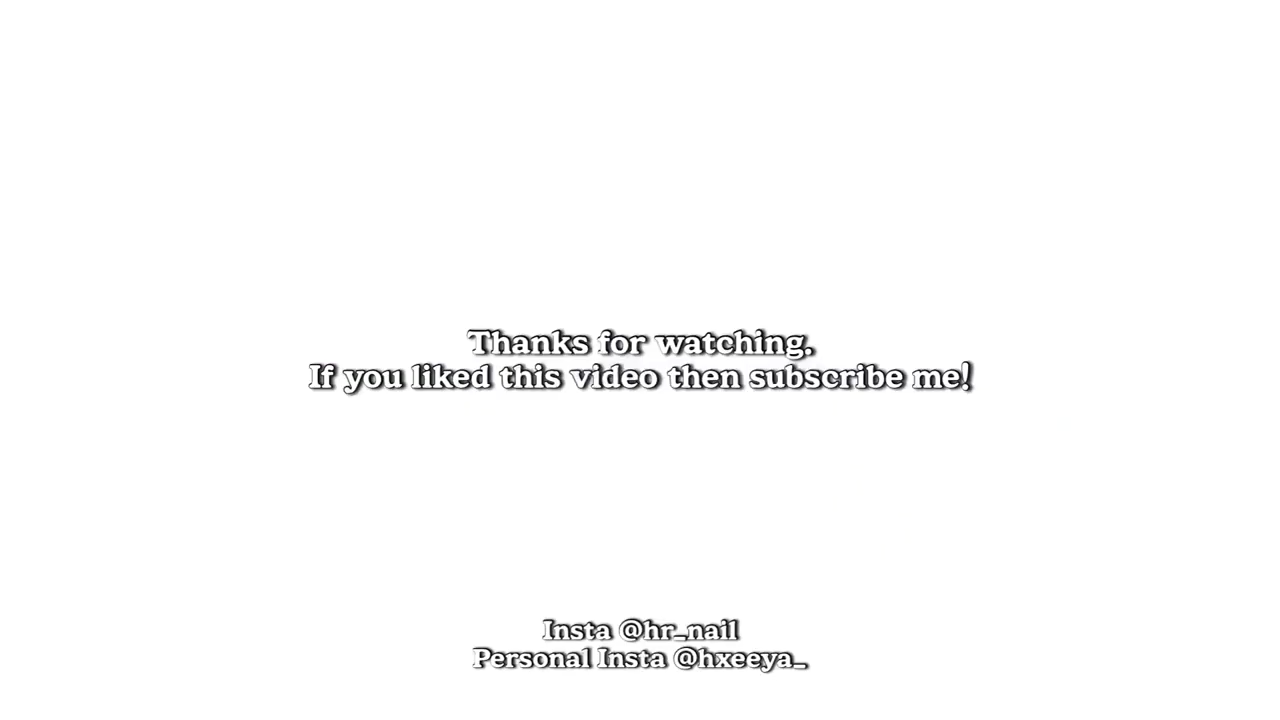 Thanks for watching.
If you liked this video then subscribe me!
Insta @hr_nail
Personal Insta @hxeeya_